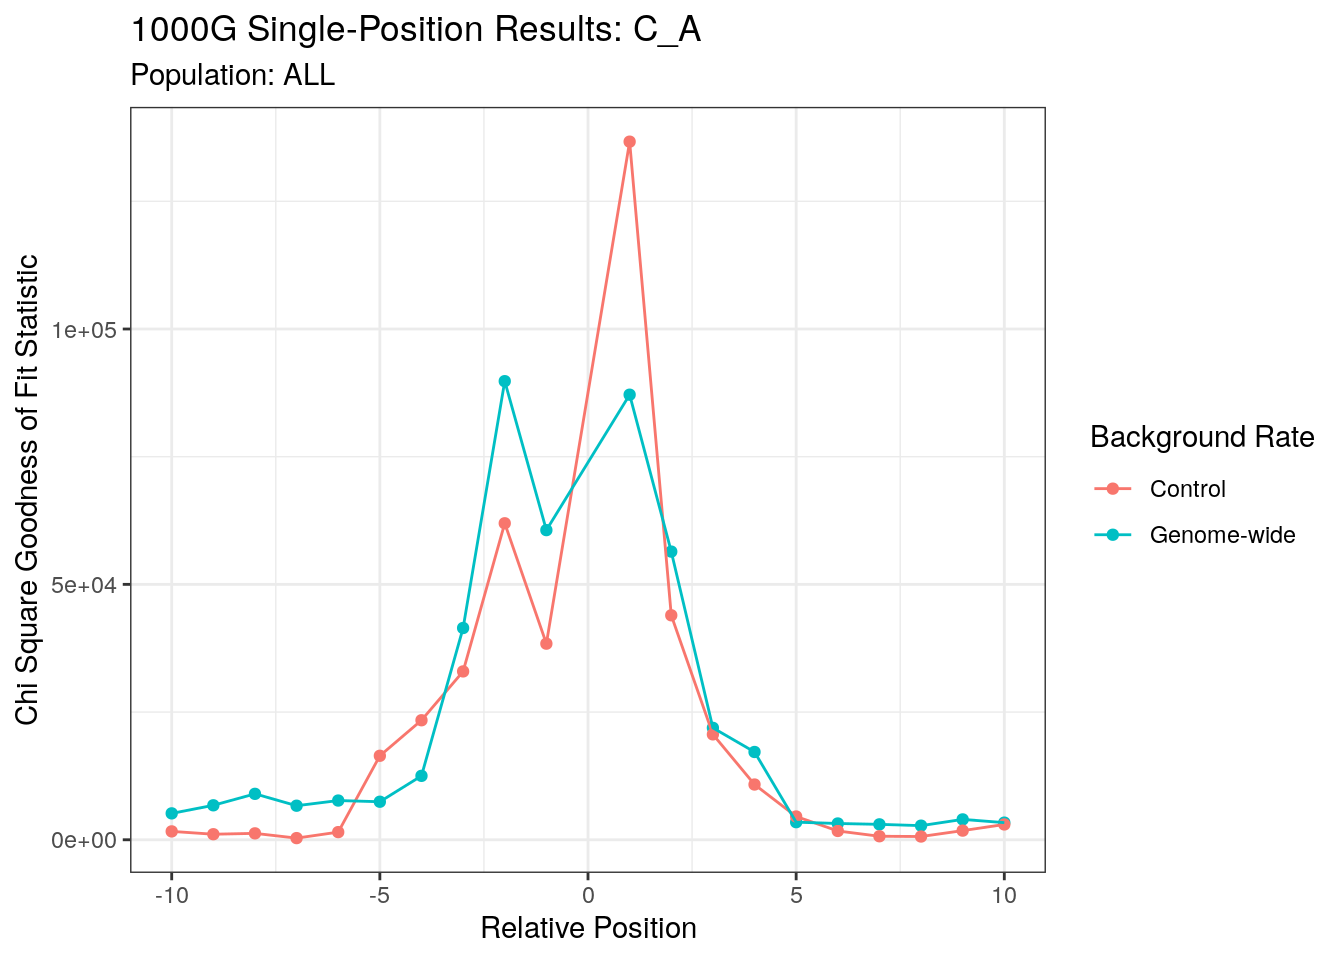 1000G Single-Position Results: C_A
Population: ALL
Chi Square Goodness of Fit Statistic
1e+05
5e+04
0e+00
-10
-5
0
5
10
Relative Position
Background Rate
Control
Genome-wide